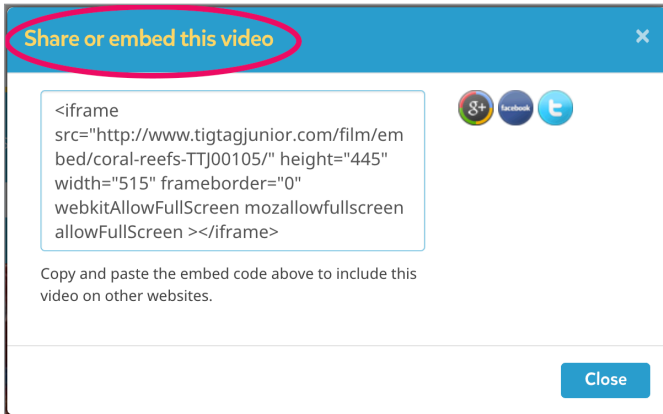 Share or embed this video
×
<iframe
src="http://www.tigtagjunior.com/film/em
bed/coral-reefs-TTJ00105/" height="445"
width="515" frameborder="0"
webkitAllowFullScreen mozallowfullscreen
allowFullScreen ></iframe>
g+ facebook t
Copy and paste the embed code above to include this
video on other websites.
Close